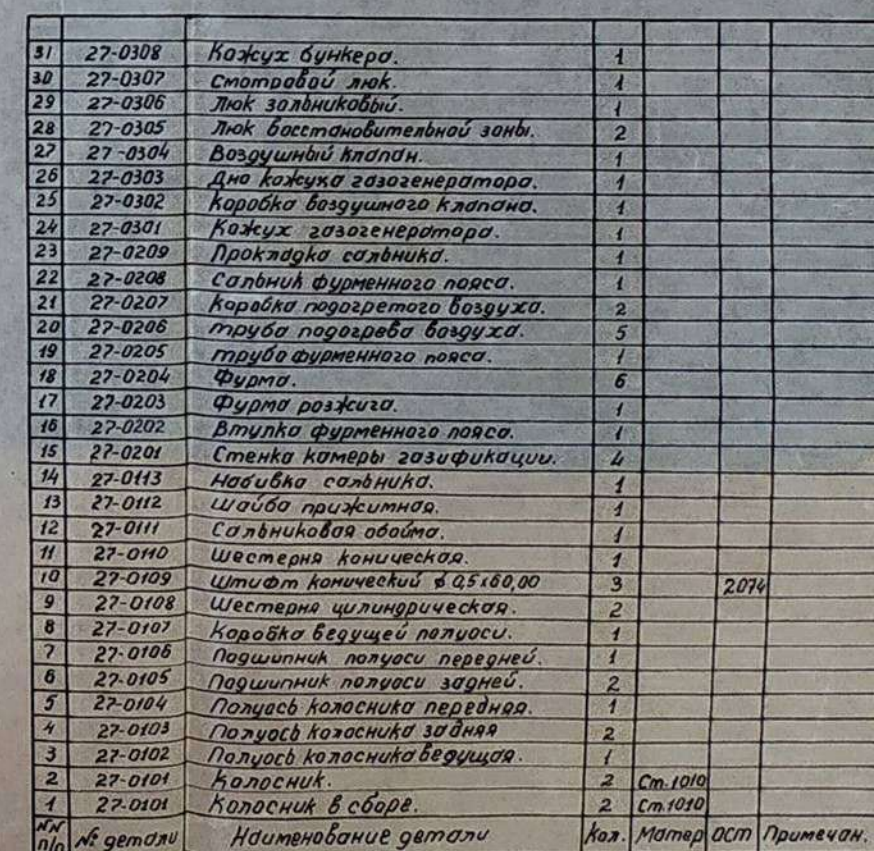 31 27-0308 Кожух бункера. 1
30 27-0307 Смотравой люк. 1
29 27-0306 Люк зольниковый. 1
28 27-0305 Люк восстановительной зоны. 2
27 27-0304 Воздушный клапан. 1
26 27-0303 Дно кожуха газогенератора. 1
25 27-0302 Коробка воздушного клапана. 1
24 27-0301 Кожух газогенератора. 1
23 27-0209 Прокладка сальника. 1
22 27-0208 Сальник фурменного пояса. 1
21 27-0207 Коробка подогретого воздуха. 2
20 27-0206 труба подогрева воздуха. 5
19 27-0205 труба фурменного пояса. 1
18 27-0204 Фурма. 6
17 27-0203 Фурма розжига. 1
16 27-0202 Втулка фурменного пояса. 1
15 27-0201 Стенка камеры газификации. 4
14 27-0113 Набивка сальника. 1
13 27-0112 Шайба прижимная. 1
12 27-0111 Сальниковая обойма. 1
11 27-0110 Шестерня коническая. 1
10 27-0109 Штифт конический ϕ 0,5х60,00 3 2074
9 27-0108 Шестерня цилиндрическая. 2
8 27-0107 Коробка ведущей полуоси. 1
7 27-0106 Подшипник полуоси передней. 1
6 27-0105 Подшипник полуоси задней. 2
5 27-0104 Полуось колосника передняя. 1
4 27-0103 Полуось колосника задняя 2
3 27-0102 Полуось колосника ведущая. 1
2 27-0101 Колосник. 2 Ст.1010
1 27-0101 Колосник в сборе. 2 Ст.1010
NN п/п № детали Наименование детали Кол. Матер ОСТ Примечан.